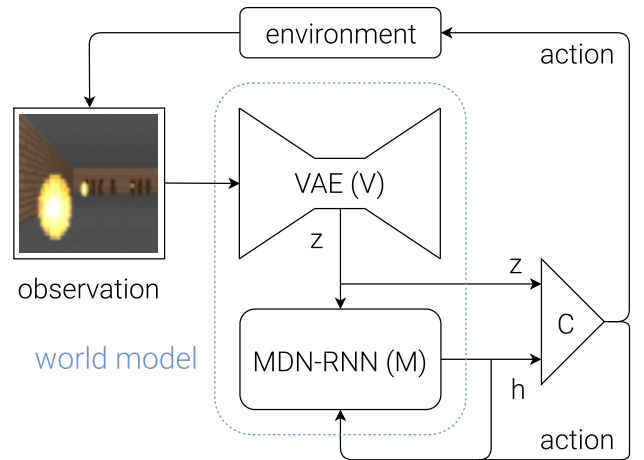 environment
action
VAE (V)
z
z
observation
C
world model
MDN-RNN (M)
h
action